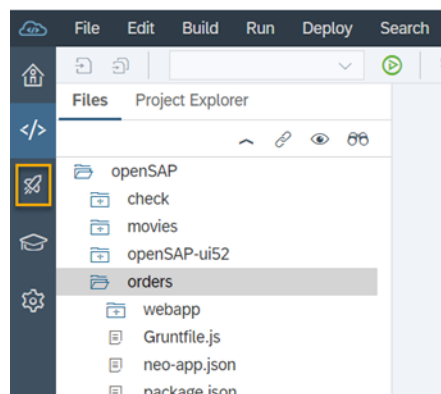 File Edit Build Run Deploy Search
Files Project Explorer
openSAP
check
movies
openSAP-ui52
orders
webapp
Gruntfile.js
neo-app.json
package.json